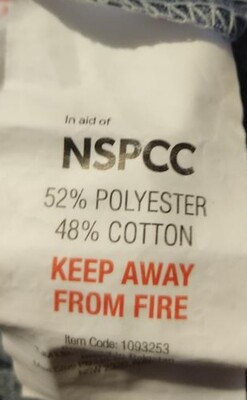 In aid of
NSPCC
52% POLYESTER
48% COTTON
KEEP AWAY
FROM FIRE
Item Code: 1093253